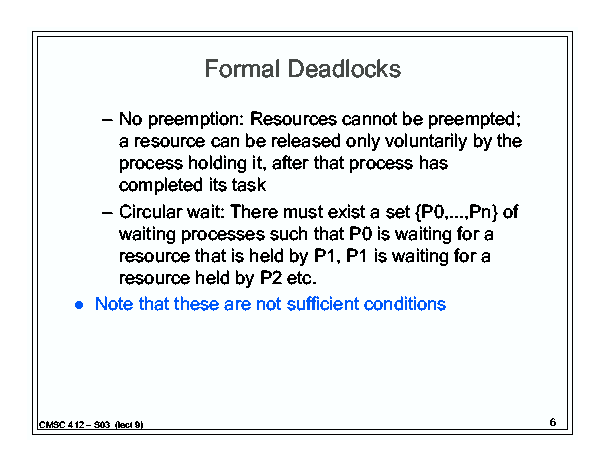 Formal Deadlocks
– No preemption: Resources cannot be preempted;
a resource can be released only voluntarily by the
process holding it, after that process has
completed its task
– Circular wait: There must exist a set {P0,...,Pn} of
waiting processes such that P0 is waiting for a
resource that is held by P1, P1 is waiting for a
resource held by P2 etc.
● Note that these are not sufficient conditions
CMSC 412 – S03 (lect 9)
6